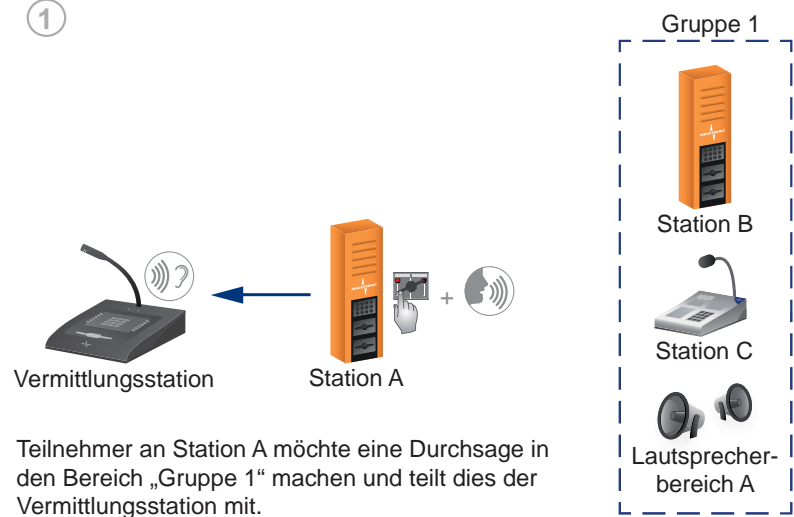 1
Gruppe 1
Station B
Station C
Lautsprecher-
bereich A
+
Vermittlungsstation
Station A
Teilnehmer an Station A möchte eine Durchsage in
den Bereich „Gruppe 1“ machen und teilt dies der
Vermittlungsstation mit.